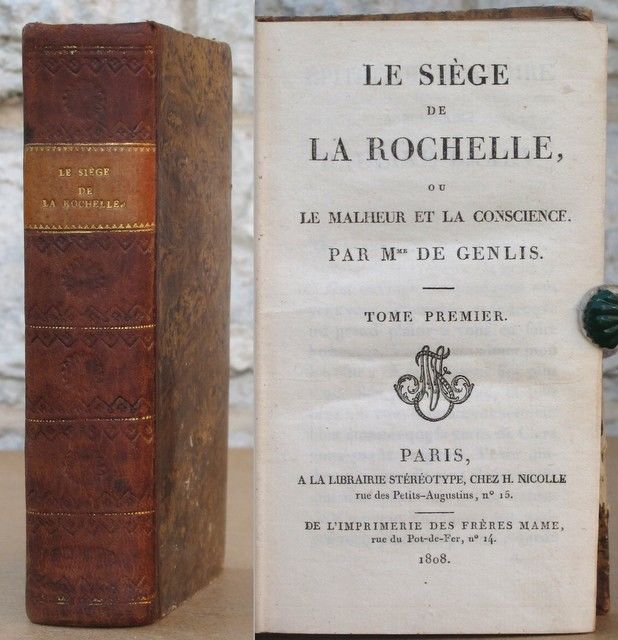 LE SIÈGE
DE
LA ROCHELLE.
LE SIÈGE
DE
LA ROCHELLE,
OU
LE MALHEUR ET LA CONSCIENCE.
PAR MME DE GENLIS.
TOME PREMIER.
PARIS,
A LA LIBRAIRIE STÉRÉOTYPE, CHEZ H. NICOLLE
rue des Petits-Augustins, nº 15.
DE L'IMPRIMERIE DES FRÈRES MAME,
rue du Pot-de-Fer, nº 14.
1808.